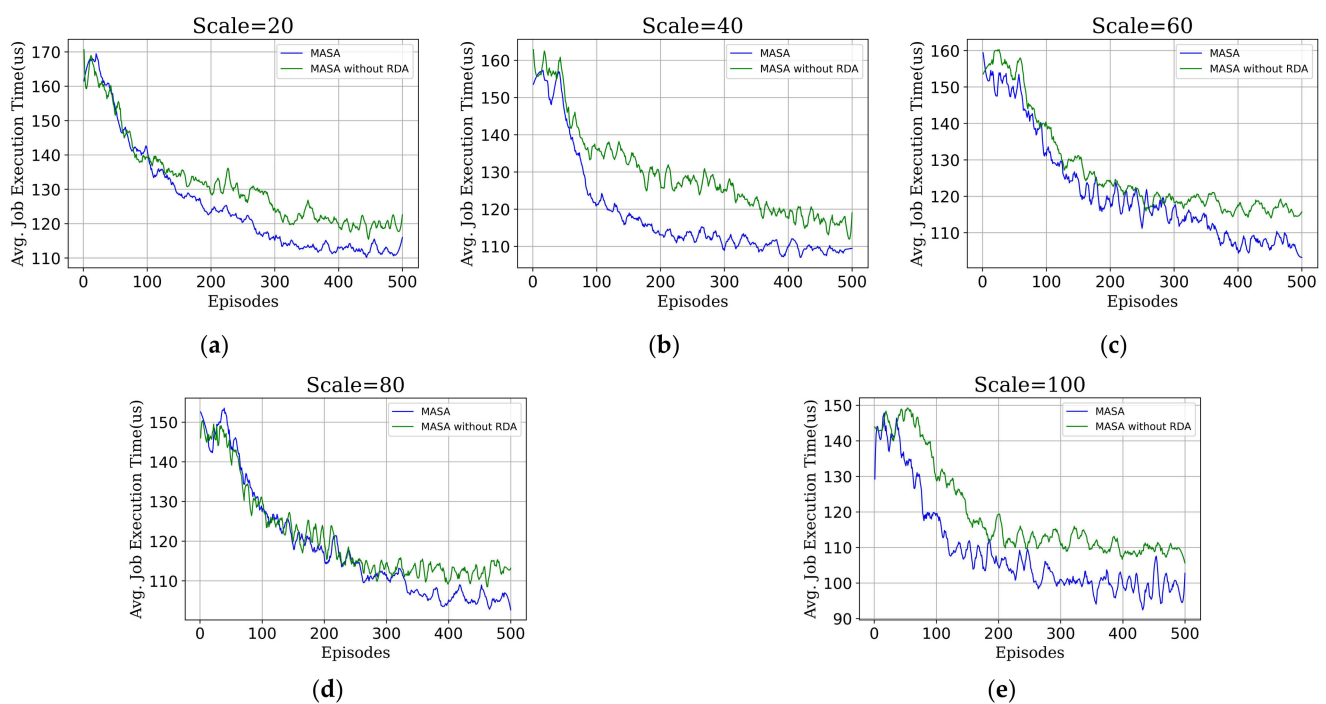 Scale=20
Avg. Job Execution Time(us)
170
160
150
140
130
120
110
MASA
MASA without RDA
0 100 200 300 400 500
Episodes
(a)
Scale=40
Avg. Job Execution Time(us)
160
150
140
130
120
110
MASA
MASA without RDA
0 100 200 300 400 500
Episodes
(b)
Scale=60
Avg. Job Execution Time(us)
160
150
140
130
120
110
MASA
MASA without RDA
0 100 200 300 400 500
Episodes
(c)
Scale=80
Avg. Job Execution Time(us)
150
140
130
120
110
MASA
MASA without RDA
0 100 200 300 400 500
Episodes
(d)
Scale=100
Avg. Job Execution Time(us)
150
140
130
120
110
100
90
MASA
MASA without RDA
0 100 200 300 400 500
Episodes
(e)